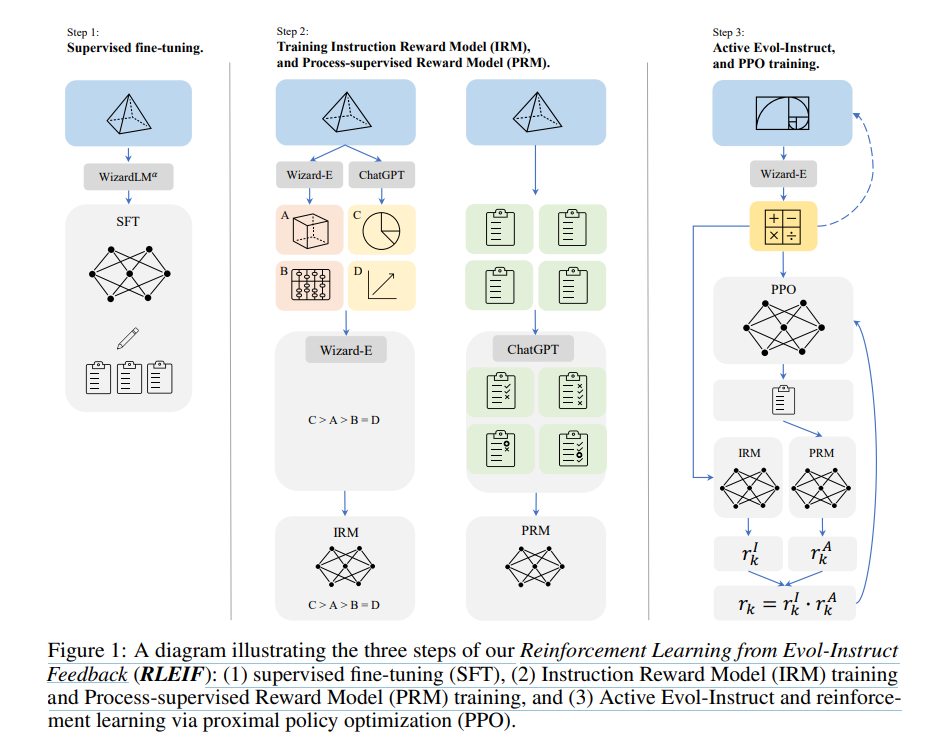 Step 1:
Supervised fine-tuning.
WizardLMα
SFT
Step 2:
Training Instruction Reward Model (IRM),
and Process-supervised Reward Model (PRM).
Wizard-E
ChatGPT
A
C
B
D
Wizard-E
C > A > B = D
IRM
C > A > B = D
ChatGPT
PRM
Step 3:
Active Evol-Instruct,
and PPO training.
Wizard-E
+ −
× ÷
PPO
IRM
PRM
r_k^I
r_k^A
r_k = r_k^I · r_k^A
Figure 1: A diagram illustrating the three steps of our Reinforcement Learning from Evol-Instruct
Feedback (RLEIF): (1) supervised fine-tuning (SFT), (2) Instruction Reward Model (IRM) training
and Process-supervised Reward Model (PRM) training, and (3) Active Evol-Instruct and reinforce-
ment learning via proximal policy optimization (PPO).